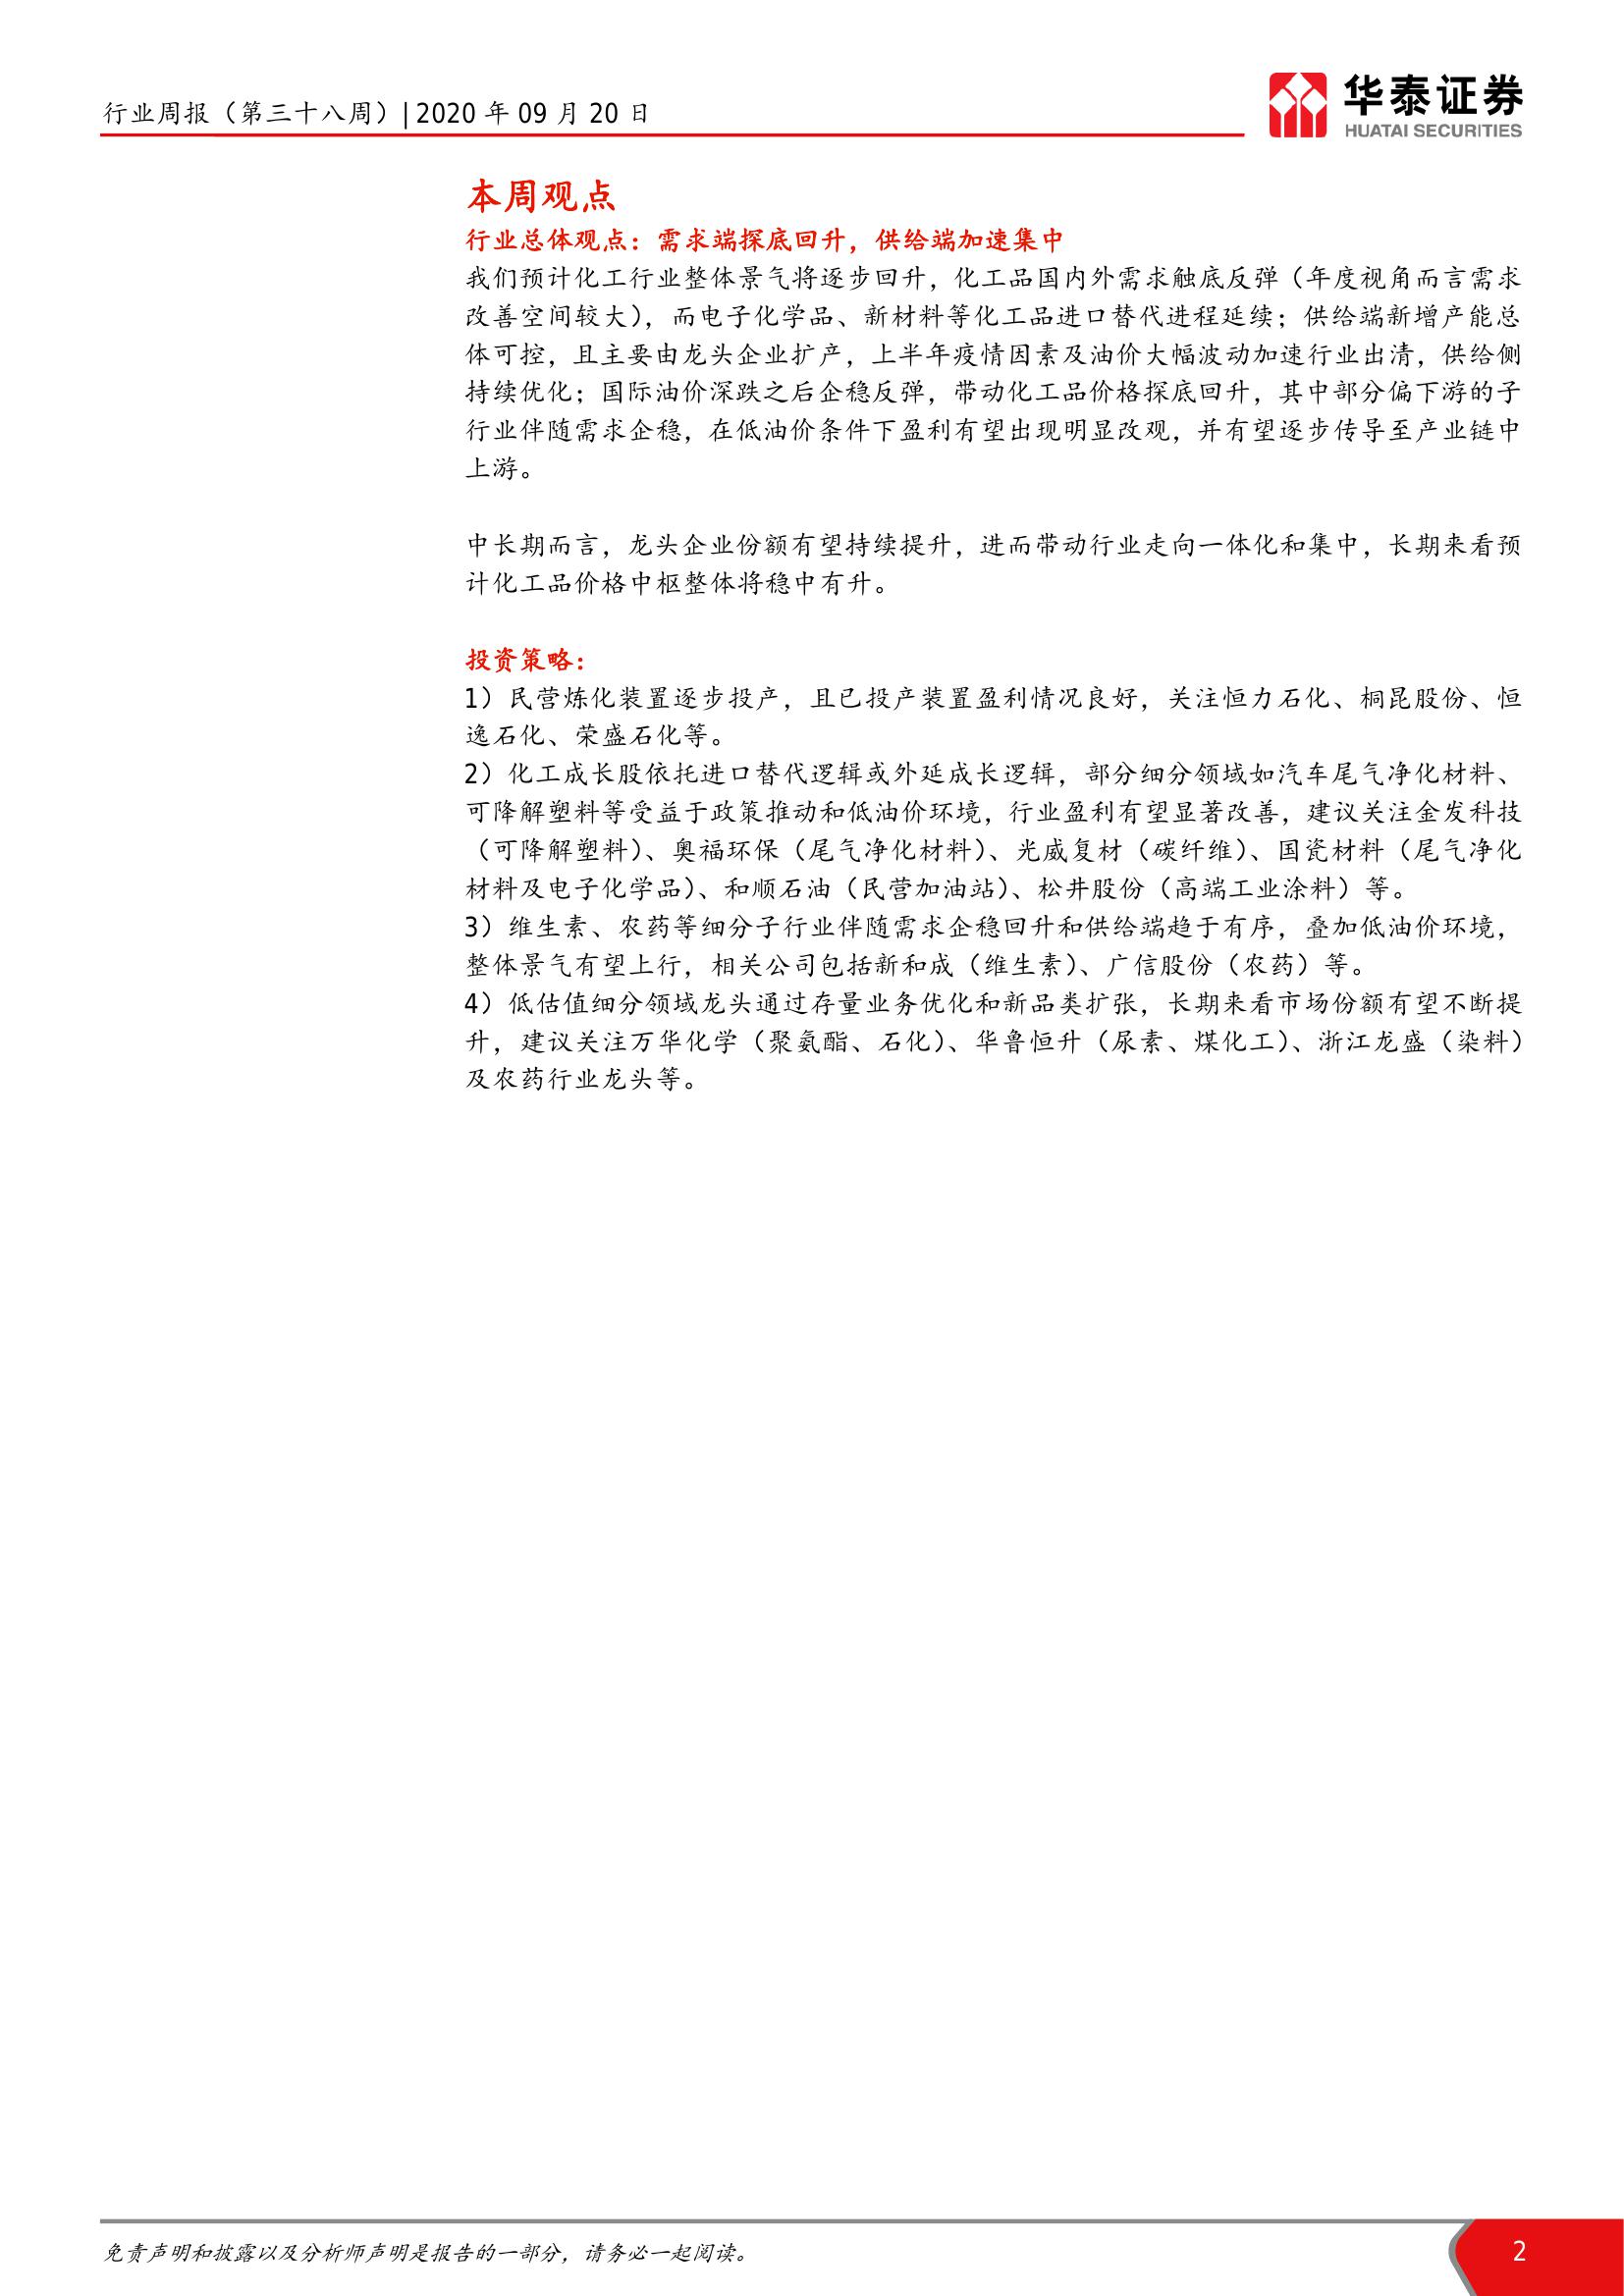 行业周报（第三十八周）| 2020 年 09 月 20 日
华泰证券
HUATAI SECURITIES
本周观点
行业总体观点：需求端探底回升，供给端加速集中
我们预计化工行业整体景气将逐步回升，化工品国内外需求触底反弹（年度视角而言需求
改善空间较大），而电子化学品、新材料等化工品进口替代进程延续；供给端新增产能总
体可控，且主要由龙头企业扩产，上半年疫情因素及油价大幅波动加速行业出清，供给侧
持续优化；国际油价深跌之后企稳反弹，带动化工品价格探底回升，其中部分偏下游的子
行业伴随需求企稳，在低油价条件下盈利有望出现明显改观，并有望逐步传导至产业链中
上游。
中长期而言，龙头企业份额有望持续提升，进而带动行业走向一体化和集中，长期来看预
计化工品价格中枢整体将稳中有升。
投资策略：
1）民营炼化装置逐步投产，且已投产装置盈利情况良好，关注恒力石化、桐昆股份、恒
逸石化、荣盛石化等。
2）化工成长股依托进口替代逻辑或外延成长逻辑，部分细分领域如汽车尾气净化材料、
可降解塑料等受益于政策推动和低油价环境，行业盈利有望显著改善，建议关注金发科技
（可降解塑料）、奥福环保（尾气净化材料）、光威复材（碳纤维）、国瓷材料（尾气净化
材料及电子化学品）、和顺石油（民营加油站）、松井股份（高端工业涂料）等。
3）维生素、农药等细分子行业伴随需求企稳回升和供给端趋于有序，叠加低油价环境，
整体景气有望上行，相关公司包括新和成（维生素）、广信股份（农药）等。
4）低估值细分领域龙头通过存量业务优化和新品类扩张，长期来看市场份额有望不断提
升，建议关注万华化学（聚氨酯、石化）、华鲁恒升（尿素、煤化工）、浙江龙盛（染料）
及农药行业龙头等。
免责声明和披露以及分析师声明是报告的一部分，请务必一起阅读。
2